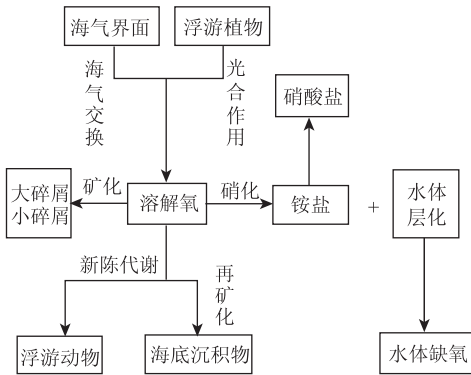 海气界面
浮游植物
海气交换
光合作用
硝酸盐
大碎屑
小碎屑
矿化
溶解氧
硝化
铵盐
+
水体
层化
新陈代谢
再矿化
浮游动物
海底沉积物
水体缺氧